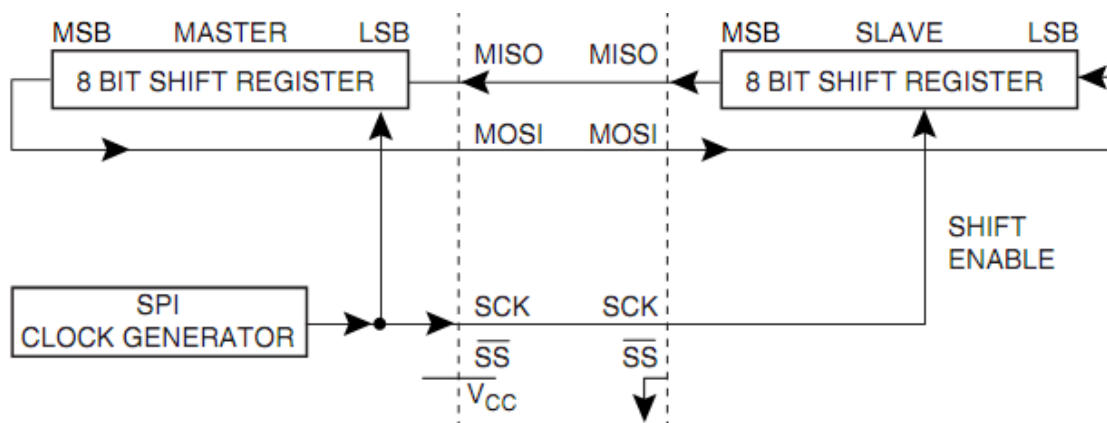 MSB MASTER LSB
8 BIT SHIFT REGISTER
MISO MISO
MSB SLAVE LSB
8 BIT SHIFT REGISTER
MOSI MOSI
SHIFT
ENABLE
SPI
CLOCK GENERATOR
SCK SCK
SS SS
VCC